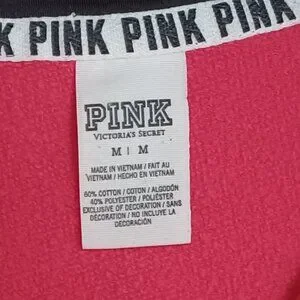 K PINK PINK PINK PINK
PINK
VICTORIA'S SECRET
M | M
MADE IN VIETNAM / FAIT AU
VIETNAM / HECHO EN VIETNAM
60% COTTON / COTON / ALGODÓN
40% POLYESTER / POLIÉSTER
EXCLUSIVE OF DECORATION / SANS
DÉCORATION / NO INCLUYE LA
DECORACIÓN